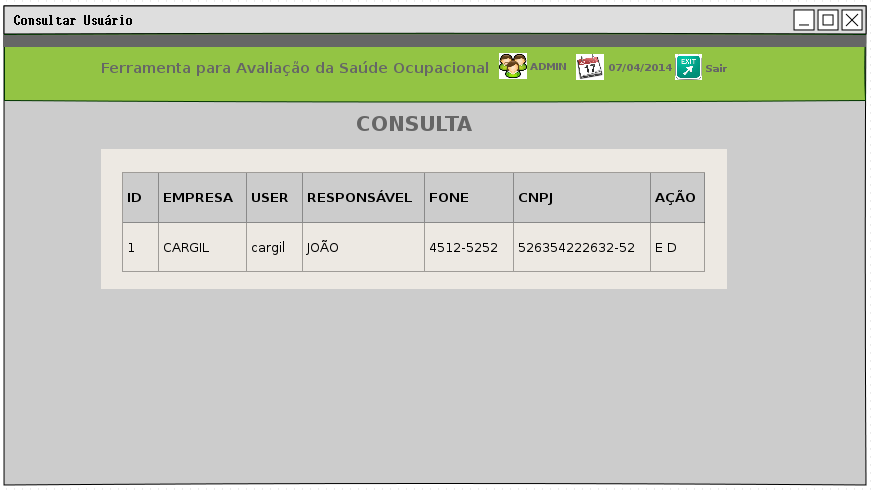 Consultar Usuário
Ferramenta para Avaliação da Saúde Ocupacional ADMIN 17 07/04/2014 EXIT Sair
CONSULTA
ID EMPRESA USER RESPONSÁVEL FONE CNPJ AÇÃO
1 CARGIL cargil JOÃO 4512-5252 526354222632-52 E D